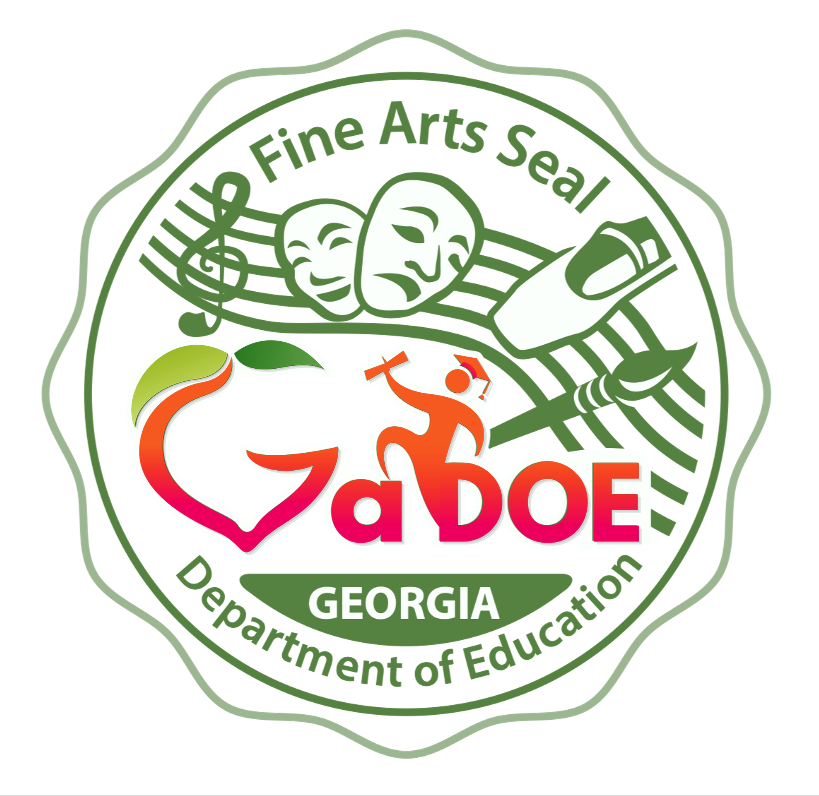 Fine Arts Seal
GaDOE
GEORGIA
Department of Education